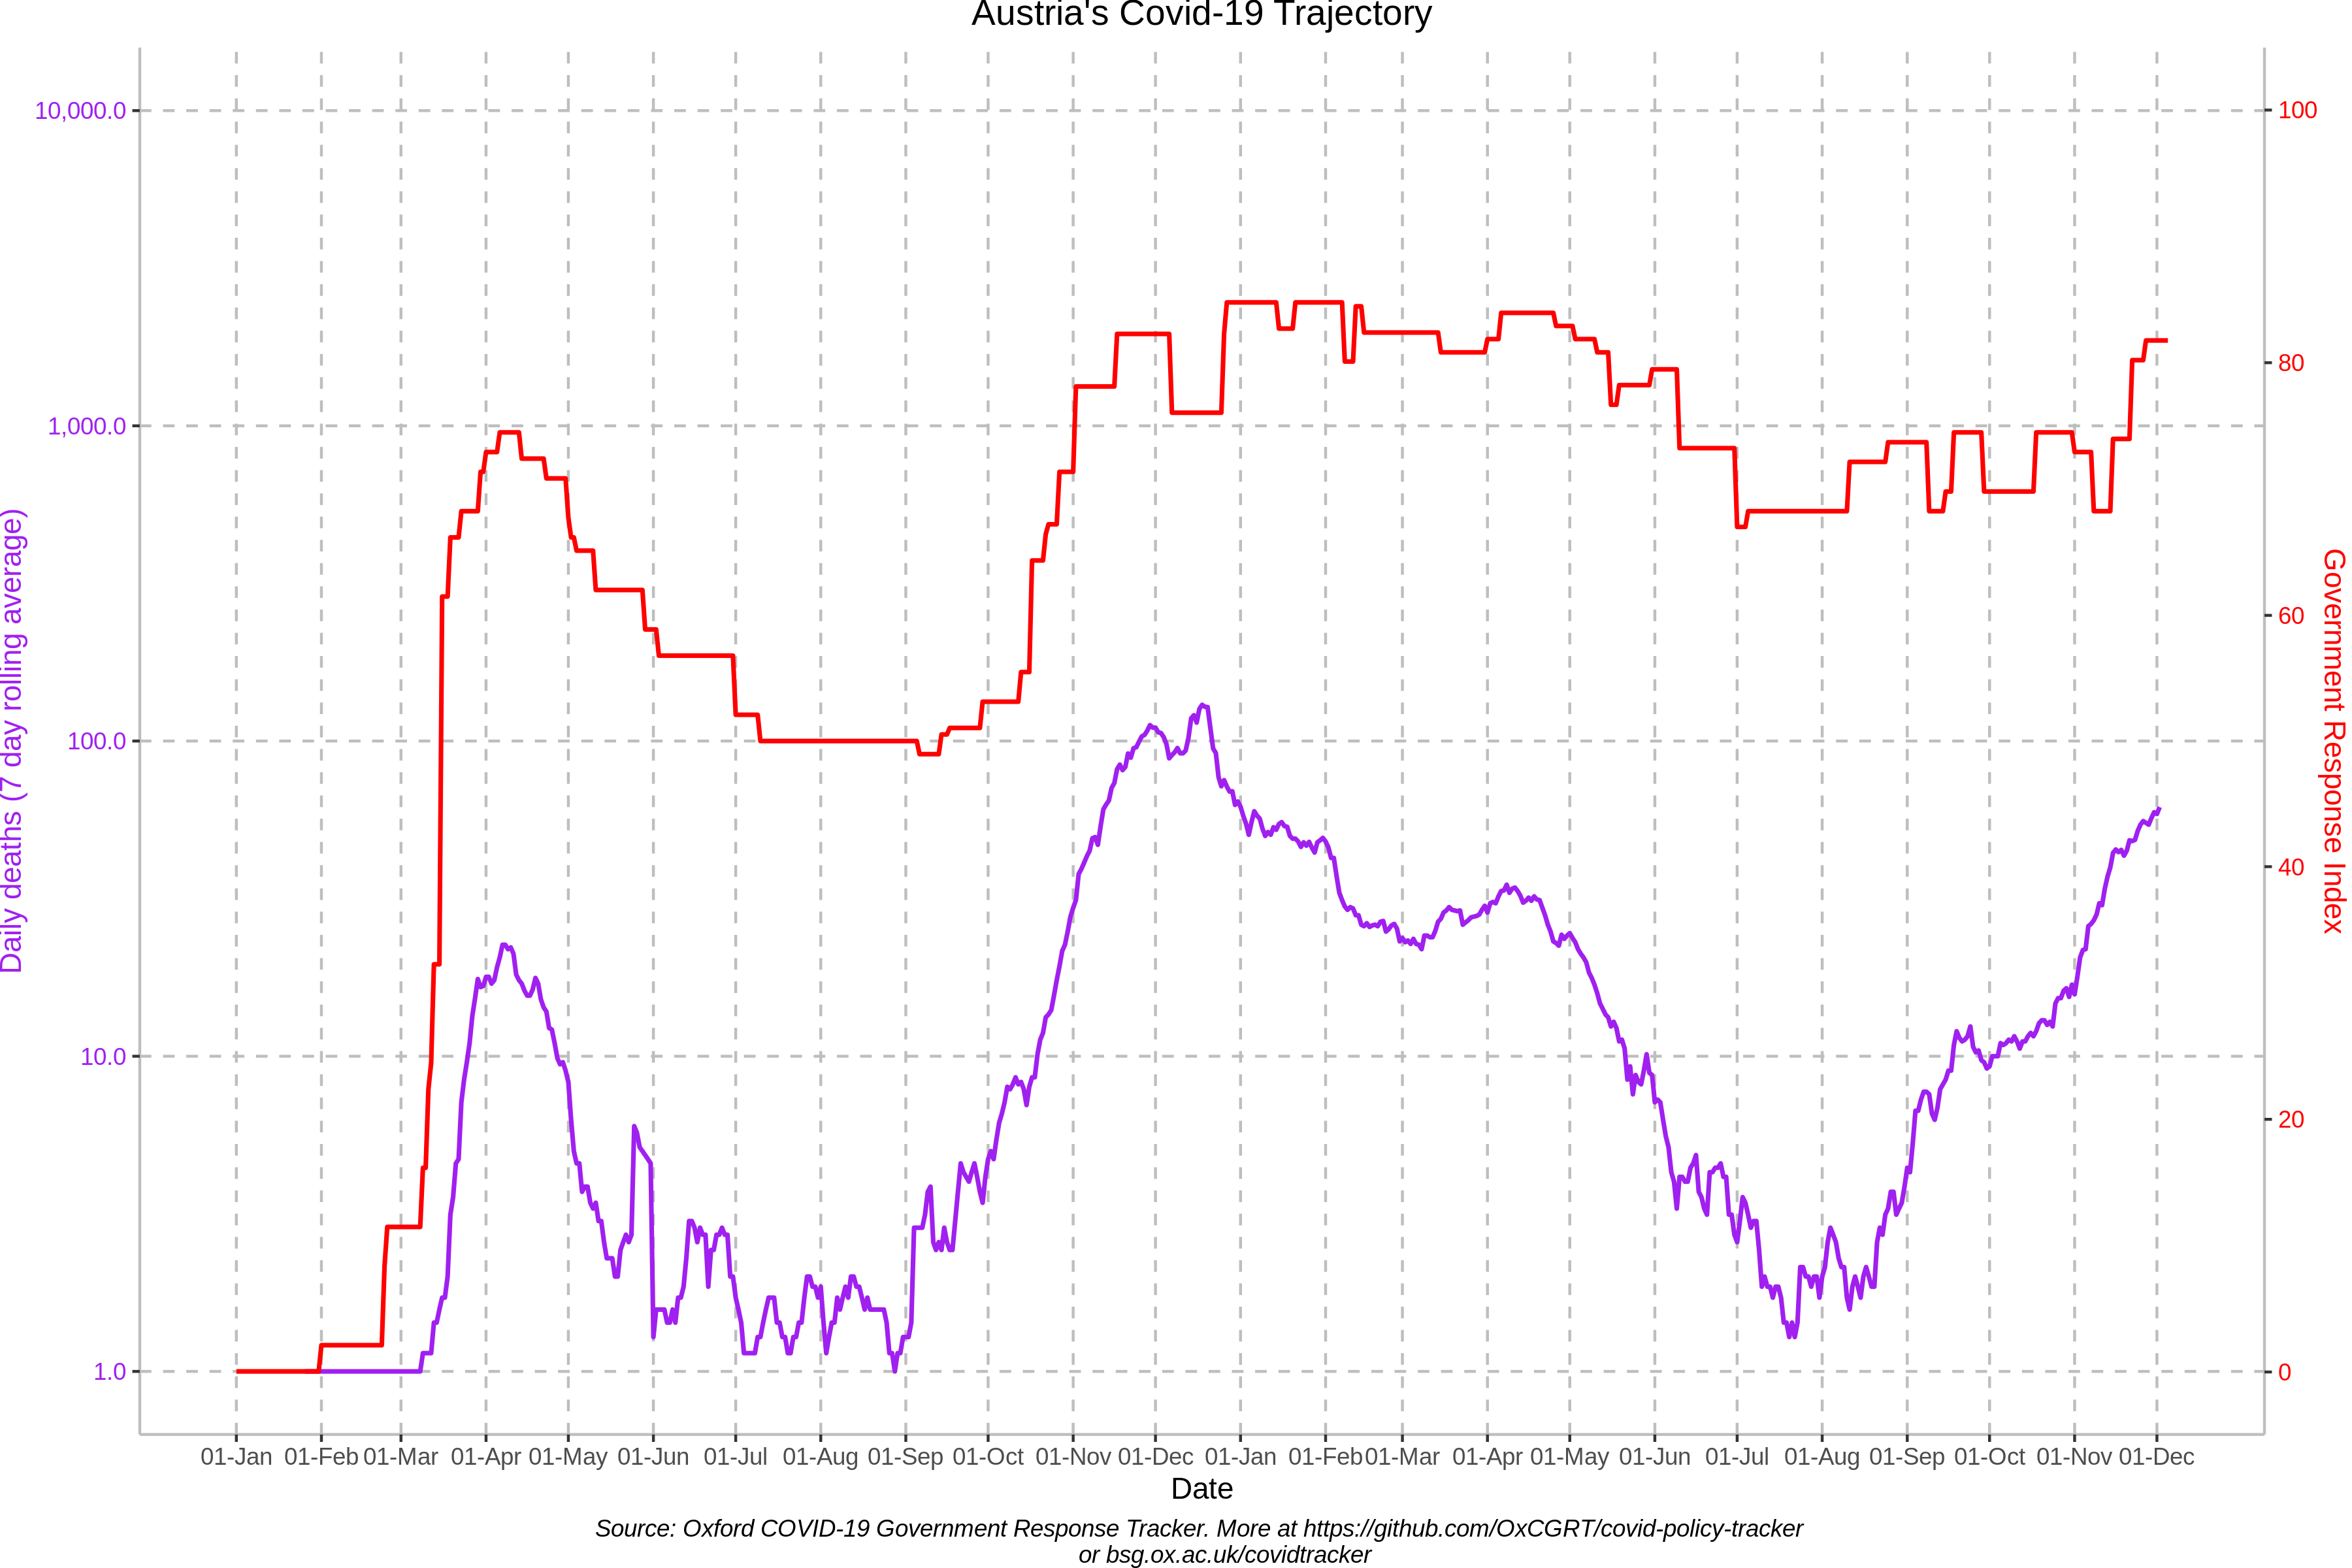 Austria's Covid-19 Trajectory
10,000.0
1,000.0
100.0
10.0
1.0
Daily deaths (7 day rolling average)
100
80
60
40
20
0
Government Response Index
01-Jan 01-Feb 01-Mar 01-Apr 01-May 01-Jun 01-Jul 01-Aug 01-Sep 01-Oct 01-Nov 01-Dec 01-Jan 01-Feb 01-Mar 01-Apr 01-May 01-Jun 01-Jul 01-Aug 01-Sep 01-Oct 01-Nov 01-Dec
Date
Source: Oxford COVID-19 Government Response Tracker. More at https://github.com/OxCGRT/covid-policy-tracker
or bsg.ox.ac.uk/covidtracker